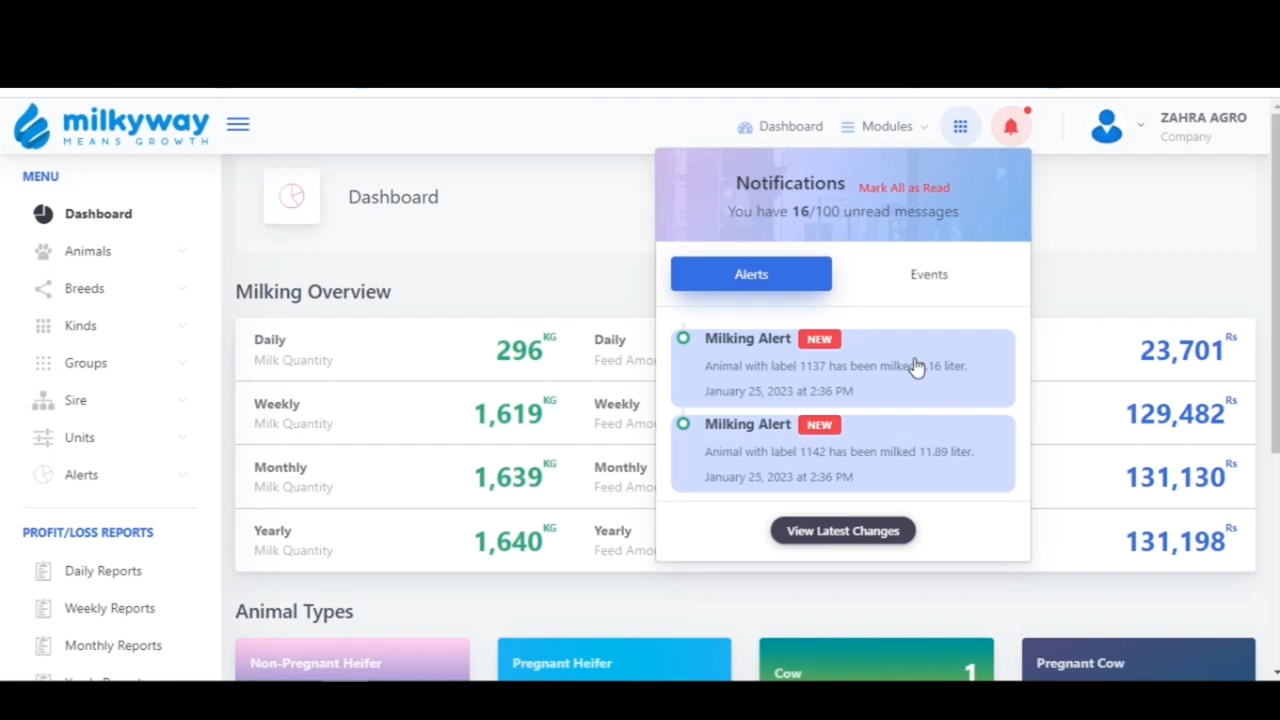 milkyway
MEANS GROWTH
Dashboard
Modules
ZAHRA AGRO
Company
MENU
Dashboard
Animals
Breeds
Kinds
Groups
Sire
Units
Alerts
PROFIT/LOSS REPORTS
Daily Reports
Weekly Reports
Monthly Reports
Dashboard
Notifications Mark All as Read
You have 16/100 unread messages
Alerts Events
Milking Alert NEW
Animal with label 1137 has been milked .16 liter.
January 25, 2023 at 2:36 PM
Milking Alert NEW
Animal with label 1142 has been milked 11.89 liter.
January 25, 2023 at 2:36 PM
View Latest Changes
Milking Overview
Daily 296 KG Daily 23,701 Rs
Milk Quantity Feed
Weekly 1,619 KG Weekly 129,482 Rs
Milk Quantity Feed
Monthly 1,639 KG Monthly 131,130 Rs
Milk Quantity Feed
Yearly 1,640 KG Yearly 131,198 Rs
Milk Quantity Feed
Animal Types
Non-Pregnant Heifer
Pregnant Heifer
Cow 1
Pregnant Cow